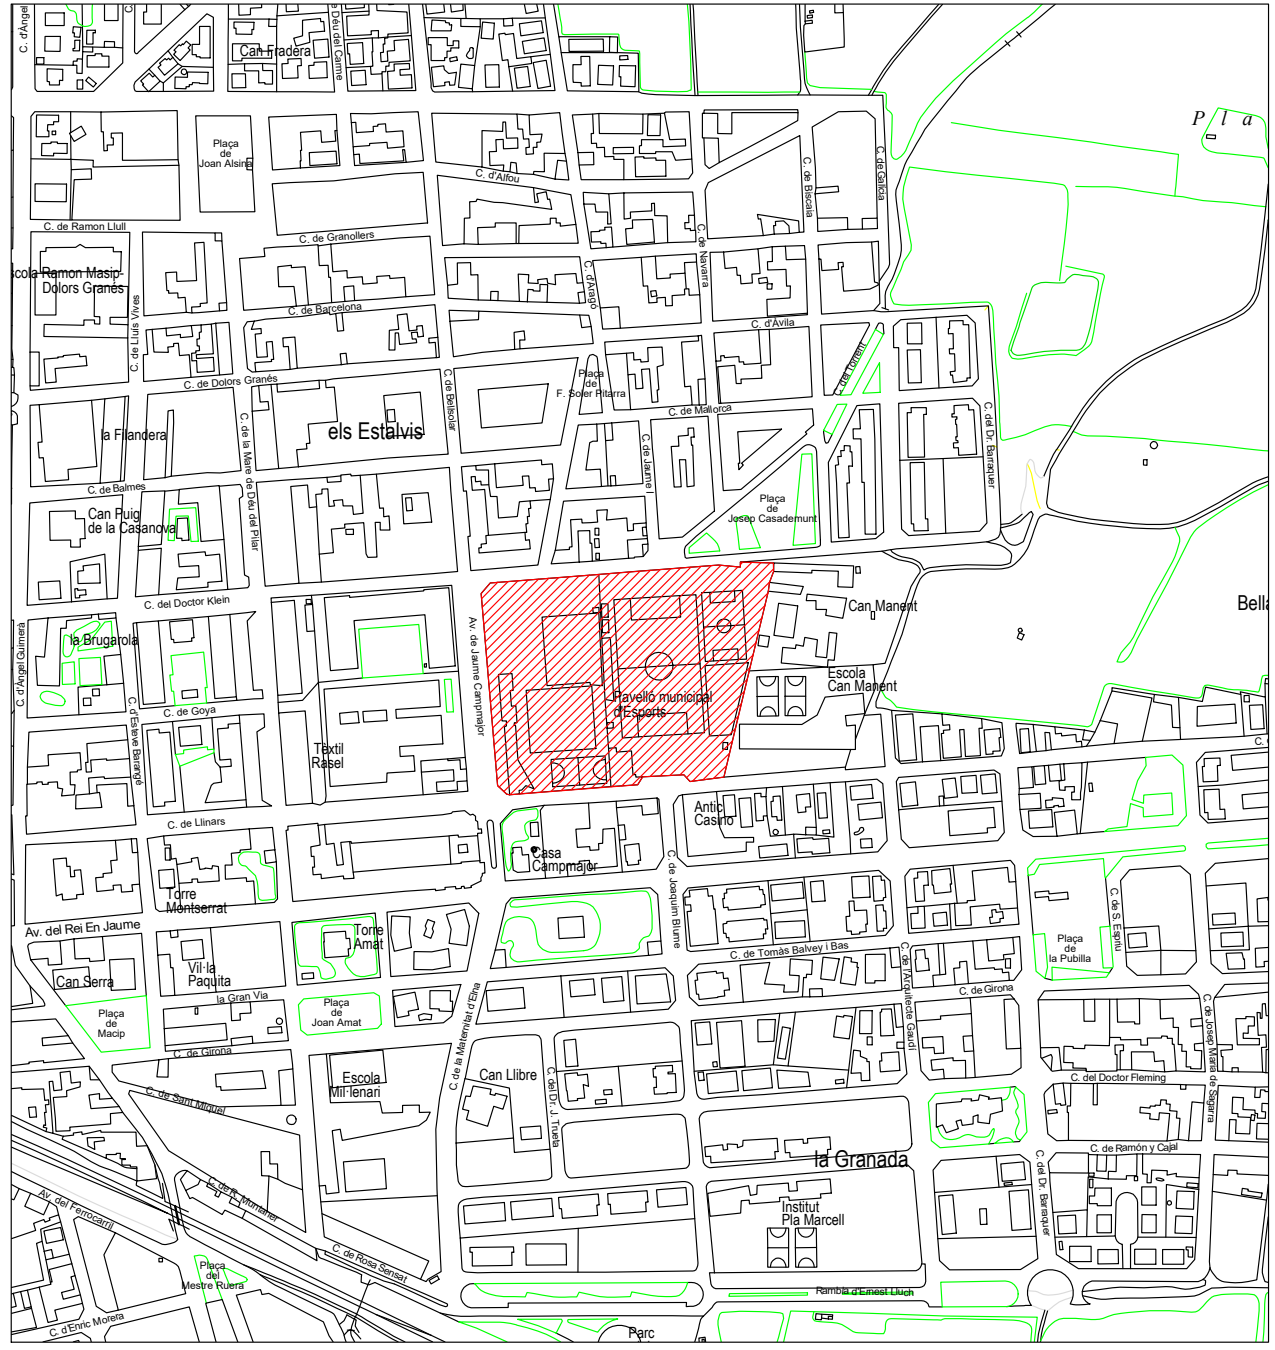 C. d'Àngel
Can Fradera
Déu del Carme
P l a
Plaça
de
Joan Alsina
C. d'Alfou
C. de Biscaia
C. de Galícia
C. de Ramon Llull
C. de Granollers
C. de Navarra
Escola Ramon Masip-
Dolors Granés
C. d'Aragó
C. de Barcelona
C. d'Àvila
C. de Lluís Vives
C. del Torrent
C. de Dolors Granés
C. de Bellsolar
Plaça
de
F. Soler Pitarra
C. de Mallorca
C. del Dr. Barraquer
la Filandera
C. de la Mare de Déu del Pilar
els Estalvis
C. de Jaume I
C. de Balmes
Can Puig
de la Casanova
Plaça
de
Josep Casademunt
C. del Doctor Klein
Can Manent
Bella
C. d'Àngel Guimerà
la Brugarola
Av. de Jaume Campmajor
Escola
Can Manent
Pavelló municipal
d'Esports
C. de Goya
C. d'Esteve Barangé
Tèxtil
Rasel
C.
C. de Llinars
Antic
Casino
Casa
Campmajor
C. de Joaquim Blume
Torre
Montserrat
C. de S. Espriu
Av. del Rei En Jaume
Torre
Amat
C. de Tomàs Balvey i Bas
Plaça
de
la Pubilla
Can Serra
Vil·la
Paquita
la Gran Via
C. de l'Arquitecte Gaudí
C. de Girona
Plaça
de
Macip
Plaça
de
Joan Amat
C. de la Maternitat d'Elna
C. de Josep Maria de Sagarra
C. de Girona
Escola
Mil·lenari
Can Llibre
C. del Dr. J. Trueta
C. del Doctor Fleming
C. de Sant Miquel
C. de Ramón y Cajal
la Granada
C. del Dr. Barraquer
C. de R. Muntaner
Av. del Ferrocarril
Institut
Pla Marcell
C. de Rosa Sensat
Plaça
del
Mestre Ruera
Rambla d'Ernest Lluch
C. d'Enric Morera
Parc